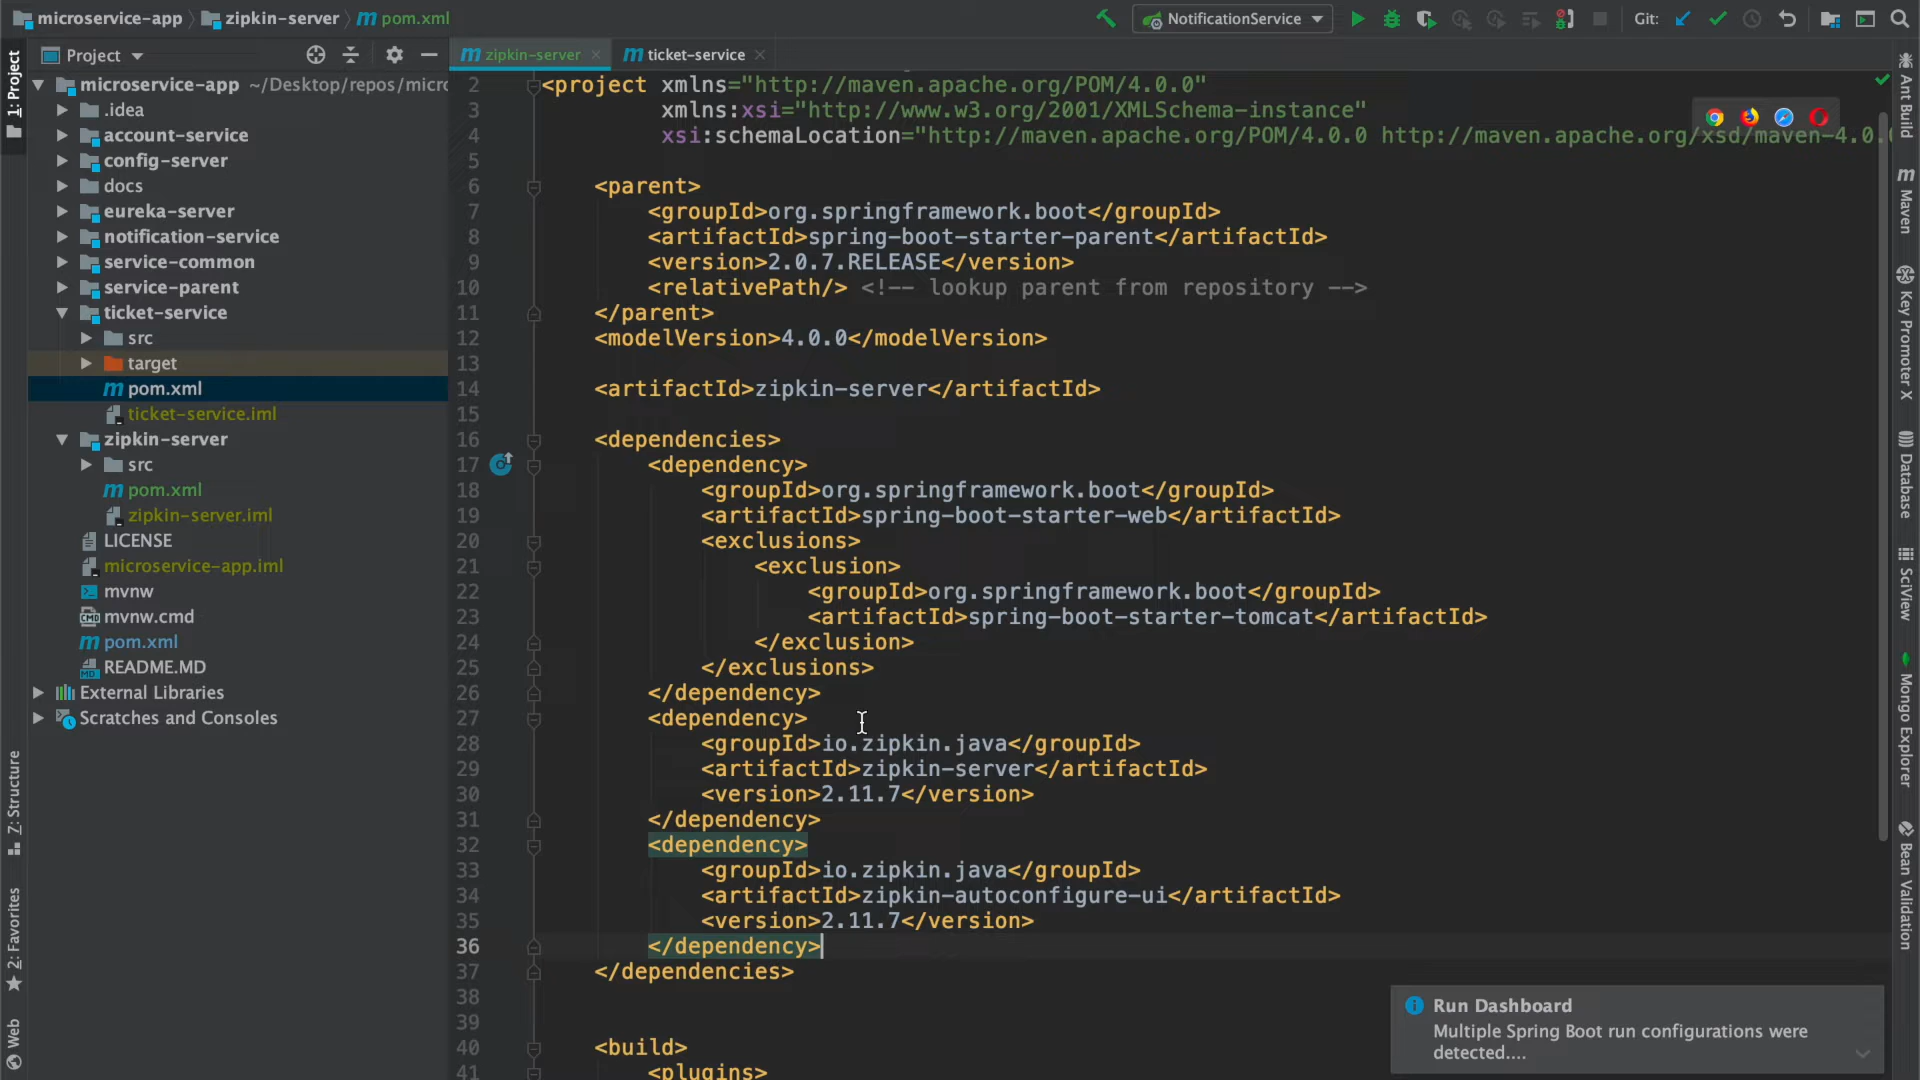 microservice-app
zipkin-server
pom.xml
NotificationService
Git:
Project
zipkin-server
ticket-service
microservice-app ~/Desktop/repos/micrc
.idea
account-service
config-server
docs
eureka-server
notification-service
service-common
service-parent
ticket-service
src
target
pom.xml
ticket-service.iml
zipkin-server
src
pom.xml
zipkin-server.iml
LICENSE
microservice-app.iml
mvnw
mvnw.cmd
pom.xml
README.MD
External Libraries
Scratches and Consoles
1: Project
7: Structure
2: Favorites
Web
2 <project xmlns="http://maven.apache.org/POM/4.0.0"
3 xmlns:xsi="http://www.w3.org/2001/XMLSchema-instance"
4 xsi:schemaLocation="http://maven.apache.org/POM/4.0.0 http://maven.apache.org/xsd/maven-4.0.
5
6 <parent>
7 <groupId>org.springframework.boot</groupId>
8 <artifactId>spring-boot-starter-parent</artifactId>
9 <version>2.0.7.RELEASE</version>
10 <relativePath/> <!-- lookup parent from repository -->
11 </parent>
12 <modelVersion>4.0.0</modelVersion>
13
14 <artifactId>zipkin-server</artifactId>
15
16 <dependencies>
17 <dependency>
18 <groupId>org.springframework.boot</groupId>
19 <artifactId>spring-boot-starter-web</artifactId>
20 <exclusions>
21 <exclusion>
22 <groupId>org.springframework.boot</groupId>
23 <artifactId>spring-boot-starter-tomcat</artifactId>
24 </exclusion>
25 </exclusions>
26 </dependency>
27 <dependency>
28 <groupId>io.zipkin.java</groupId>
29 <artifactId>zipkin-server</artifactId>
30 <version>2.11.7</version>
31 </dependency>
32 <dependency>
33 <groupId>io.zipkin.java</groupId>
34 <artifactId>zipkin-autoconfigure-ui</artifactId>
35 <version>2.11.7</version>
36 </dependency>
37 </dependencies>
38
39
40 <build>
41 <plugins>
Run Dashboard
Multiple Spring Boot run configurations were
detected....
Ant Build
Maven
Key Promoter X
Database
SciView
Mongo Explorer
Bean Validation